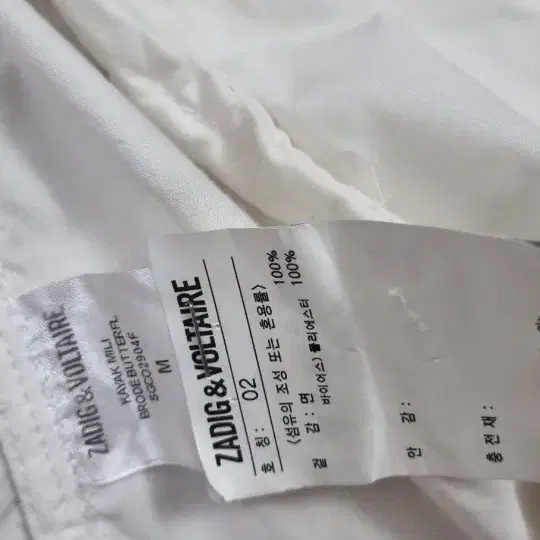 ZADIG&VOLTAIRE
KAYAK MILI
BRODE BUTTERFL
SGCO2904F
M
ZADIG&VOLTAIRE
호 칭: 02
〈섬유의 조성 또는 혼용률〉
겉 감: 면 100%
바이어스) 폴리에스터 100%
안 감:
충전재: